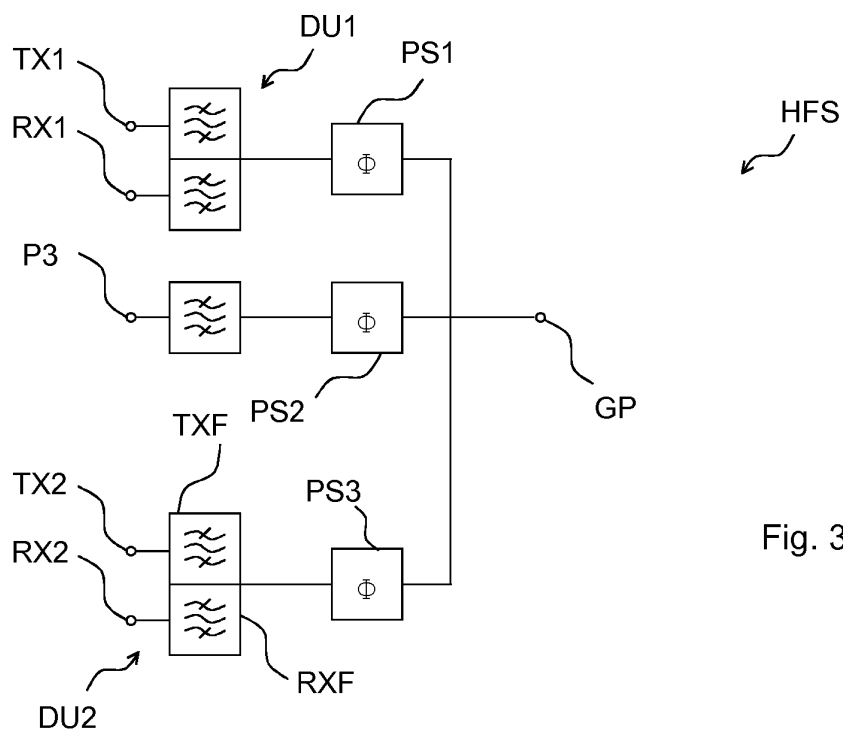 DU1
PS1
TX1
HFS
RX1
Φ
P3
Φ
PS2
GP
TXF
TX2
PS3
Fig. 3
RX2
Φ
RXF
DU2